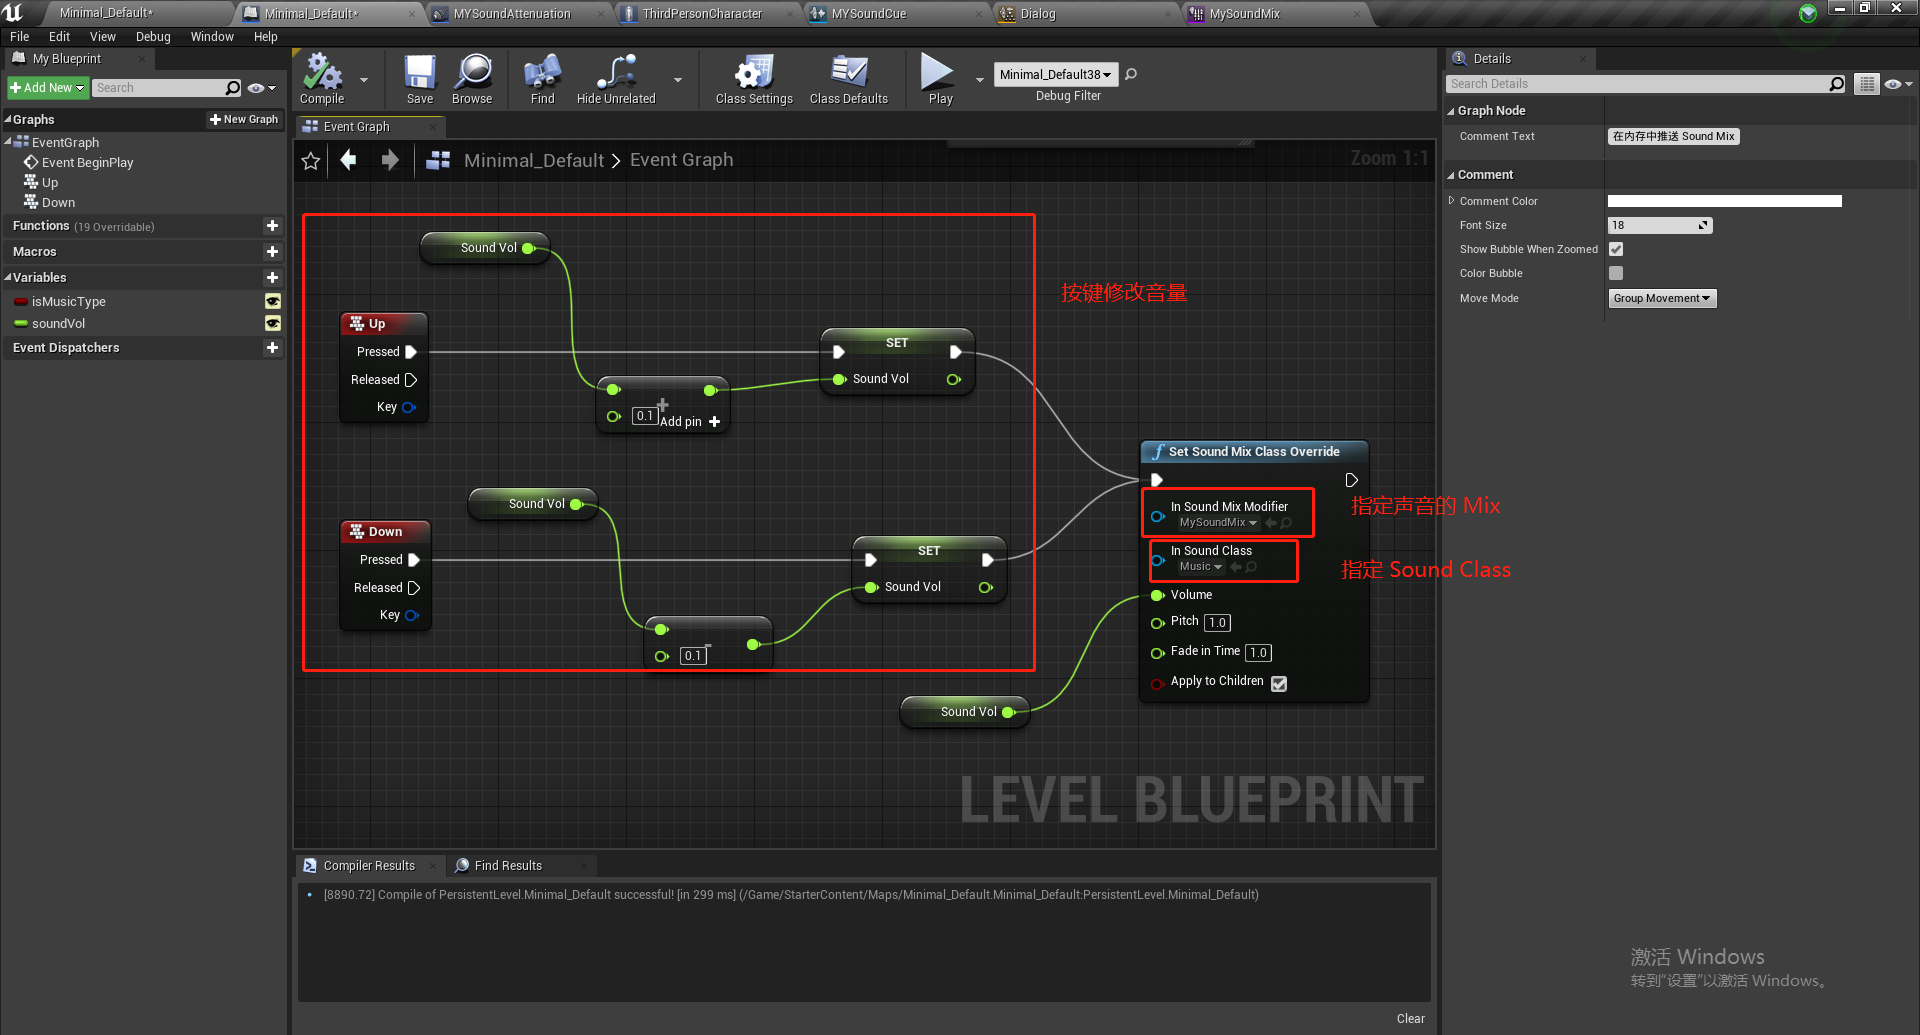 Minimal_Default*
Minimal_Default*
MYSoundAttenuation
ThirdPersonCharacter
MYSoundCue
Dialog
MySoundMix
File Edit View Debug Window Help
My Blueprint
Add New
Search
Graphs
New Graph
EventGraph
Event BeginPlay
Up
Down
Functions (19 Overridable)
Macros
Variables
isMusicType
soundVol
Event Dispatchers
Compile
Save
Browse
Find
Hide Unrelated
Class Settings
Class Defaults
Play
Minimal_Default38
Debug Filter
Event Graph
Minimal_Default > Event Graph
Zoom 1:1
Sound Vol
按键修改音量
Up
Pressed
Released
Key
SET
Sound Vol
0.1
Add pin
Sound Vol
Down
Pressed
Released
Key
SET
Sound Vol
0.1
Sound Vol
Set Sound Mix Class Override
In Sound Mix Modifier
MySoundMix
指定声音的 Mix
In Sound Class
Music
指定 Sound Class
Volume
Pitch 1.0
Fade in Time 1.0
Apply to Children
LEVEL BLUEPRINT
Compiler Results
Find Results
[8890.72] Compile of PersistentLevel.Minimal_Default successful! [in 299 ms] (/Game/StarterContent/Maps/Minimal_Default.Minimal_Default:PersistentLevel.Minimal_Default)
Clear
Details
Search Details
Graph Node
Comment Text 在内存中推送 Sound Mix
Comment
Comment Color
Font Size 18
Show Bubble When Zoomed
Color Bubble
Move Mode Group Movement
激活 Windows
转到“设置”以激活 Windows。